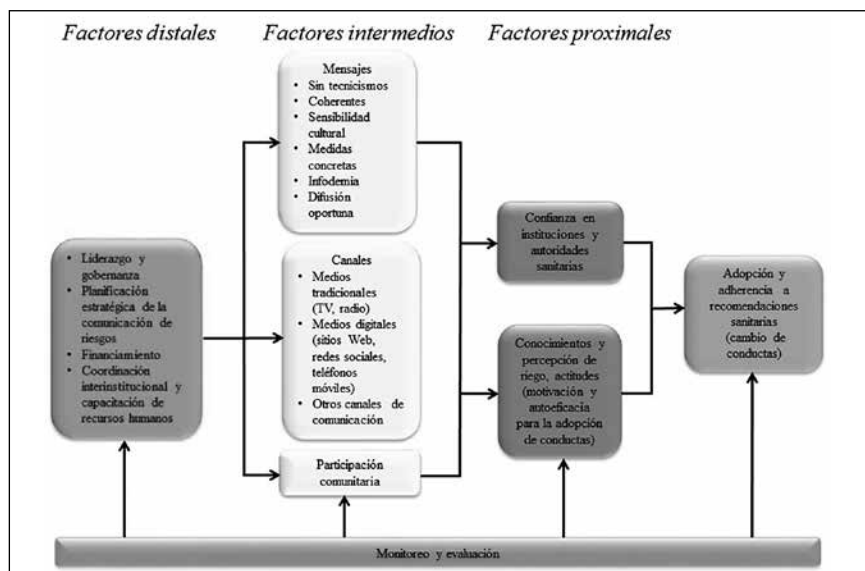 Factores distales
Factores intermedios
Factores proximales
Mensajes
• Sin tecnicismos
• Coherentes
• Sensibilidad
cultural
• Medidas
concretas
• Infodemia
• Difusión
oportuna
• Liderazgo y
gobernanza
• Planificación
estratégica de la
comunicación de
riesgos
• Financiamiento
• Coordinación
interinstitucional y
capacitación de
recursos humanos
Canales
• Medios
tradicionales
(TV, radio)
• Medios digitales
(sitios Web,
redes sociales,
teléfonos
móviles)
• Otros canales de
comunicación
Participación
comunitaria
Confianza en
instituciones y
autoridades
sanitarias
Conocimientos y
percepción de
riego, actitudes
(motivación y
autoeficacia
para la adopción
de conductas)
Adopción y
adherencia a
recomendaciones
sanitarias
(cambio de
conductas)
Monitoreo y evaluación